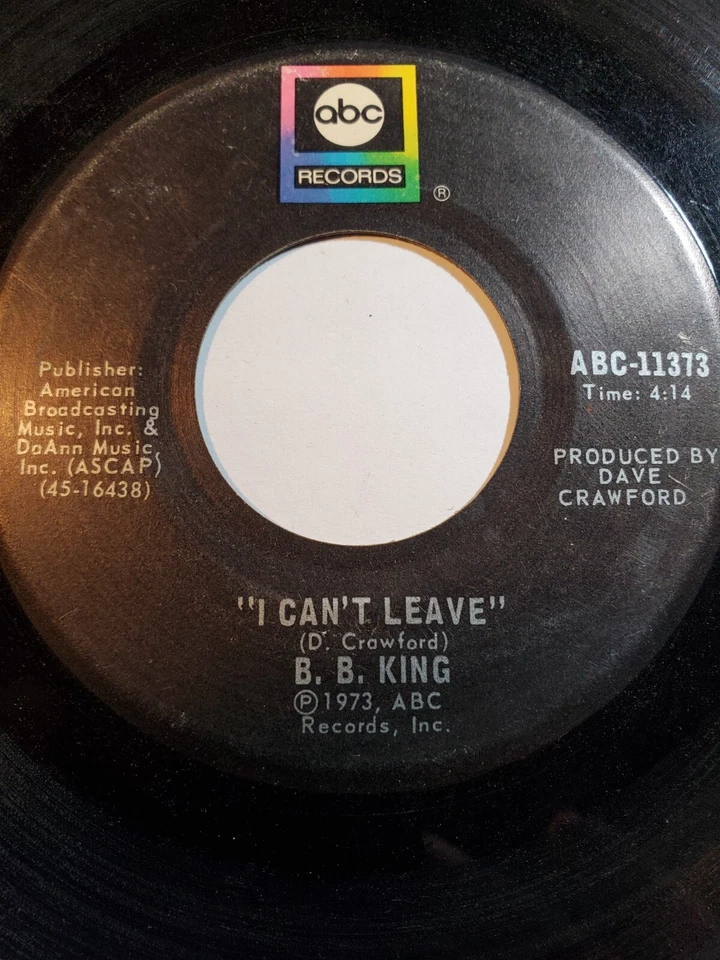 abc
RECORDS
®
Publisher:
American
Broadcasting
Music, Inc. &
DaAnn Music,
Inc. (ASCAP)
(45-16438)
ABC-11373
Time: 4:14
PRODUCED BY
DAVE
CRAWFORD
"I CAN'T LEAVE"
(D. Crawford)
B. B. KING
℗1973, ABC
Records, Inc.